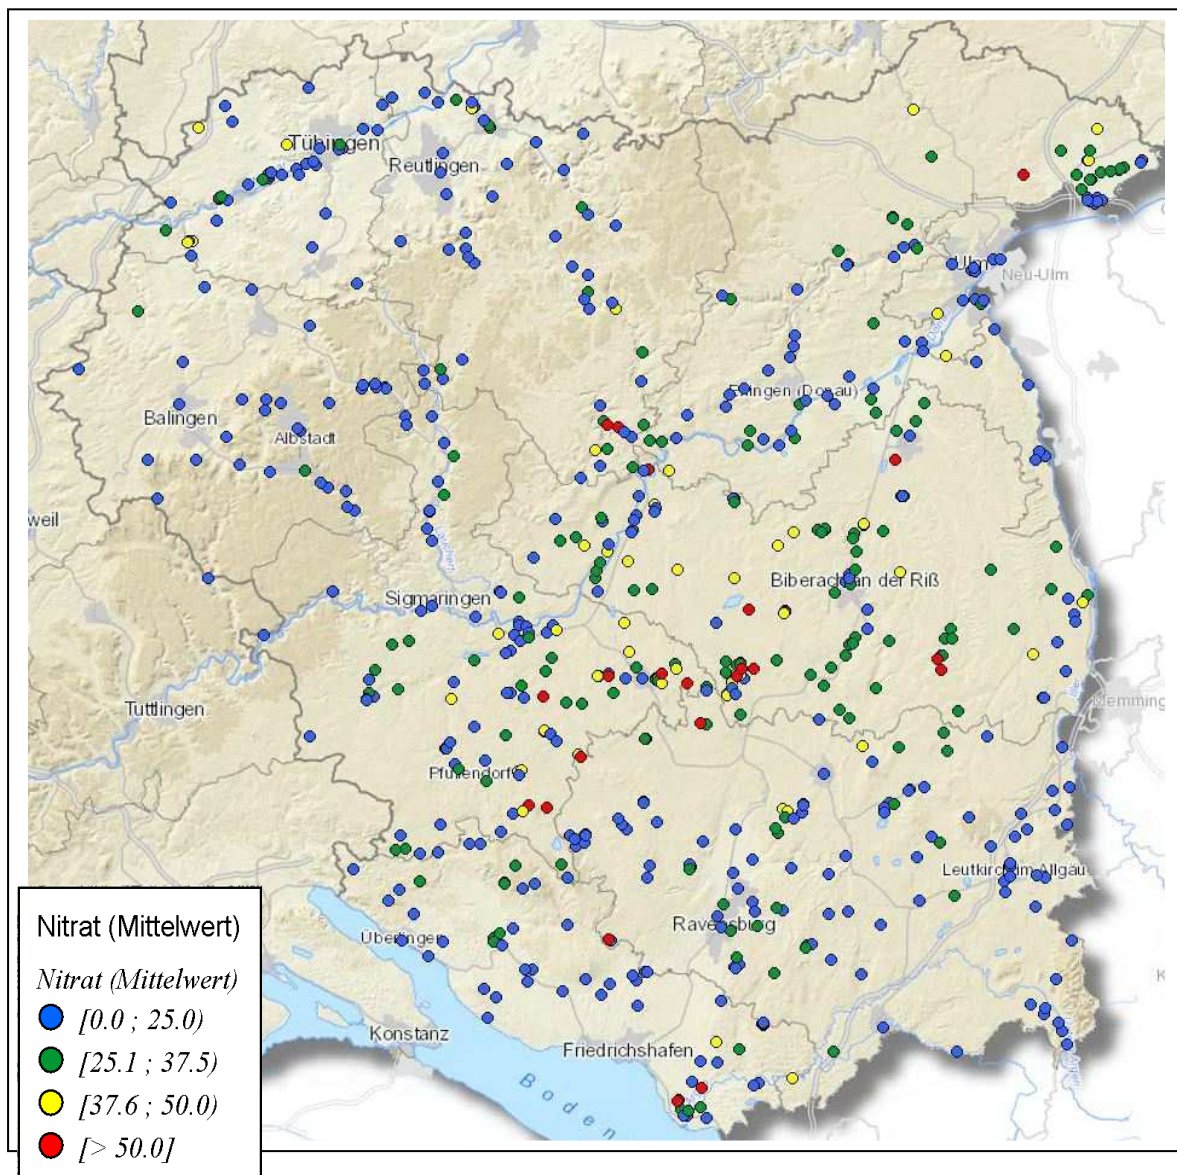 Tübingen
Reutlingen
Ulm
Neu-Ulm
Ehingen (Donau)
Balingen
Albstadt
weil
Biberach an der Riß
Sigmaringen
Tuttlingen
Memming
Pfullendorf
Leutkirch im Allgäu
Ravensburg
Überlingen
Konstanz
Friedrichshafen
Boden
Nitrat (Mittelwert)
Nitrat (Mittelwert)
[0.0 ; 25.0)
[25.1 ; 37.5)
[37.6 ; 50.0)
[> 50.0]